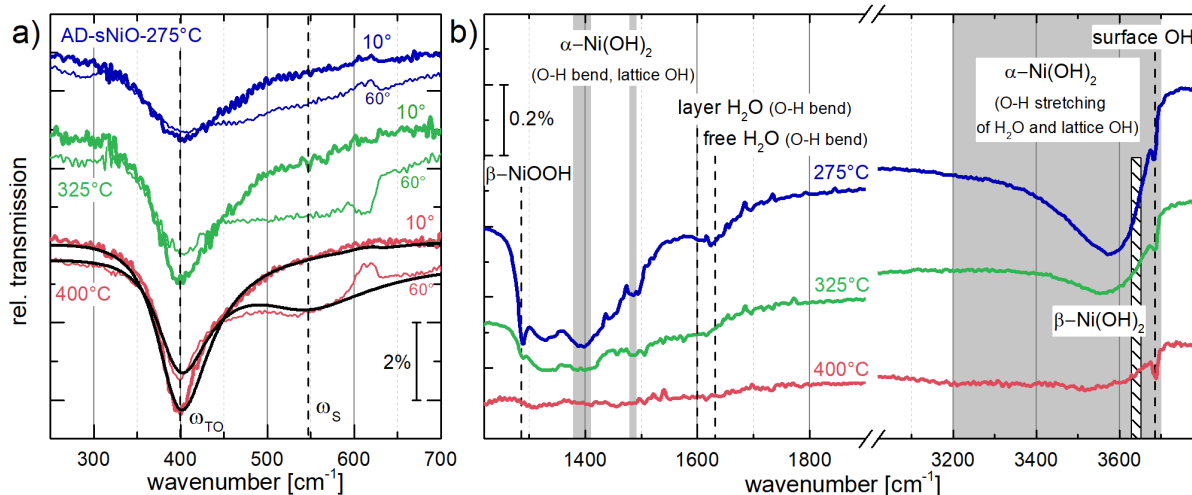 a)
AD-sNiO-275°C
10°
60°
10°
325°C
60°
10°
400°C
60°
2%
ω_TO
ω_S
rel. transmission
300 400 500 600 700
wavenumber [cm⁻¹]
b)
α−Ni(OH)₂
(O-H bend, lattice OH)
0.2%
layer H₂O (O-H bend)
free H₂O (O-H bend)
β−NiOOH
275°C
325°C
400°C
surface OH
α−Ni(OH)₂
(O-H stretching
of H₂O and lattice OH)
β−Ni(OH)₂
1400 1600 1800 3200 3400 3600
wavenumber [cm⁻¹]